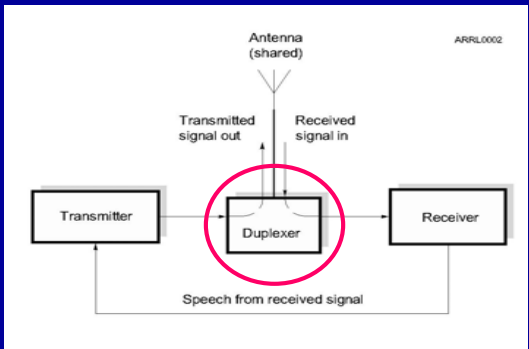 Antenna
(shared)
ARRL0002
Transmitted
signal out
Received
signal in
Transmitter
Duplexer
Receiver
Speech from received signal